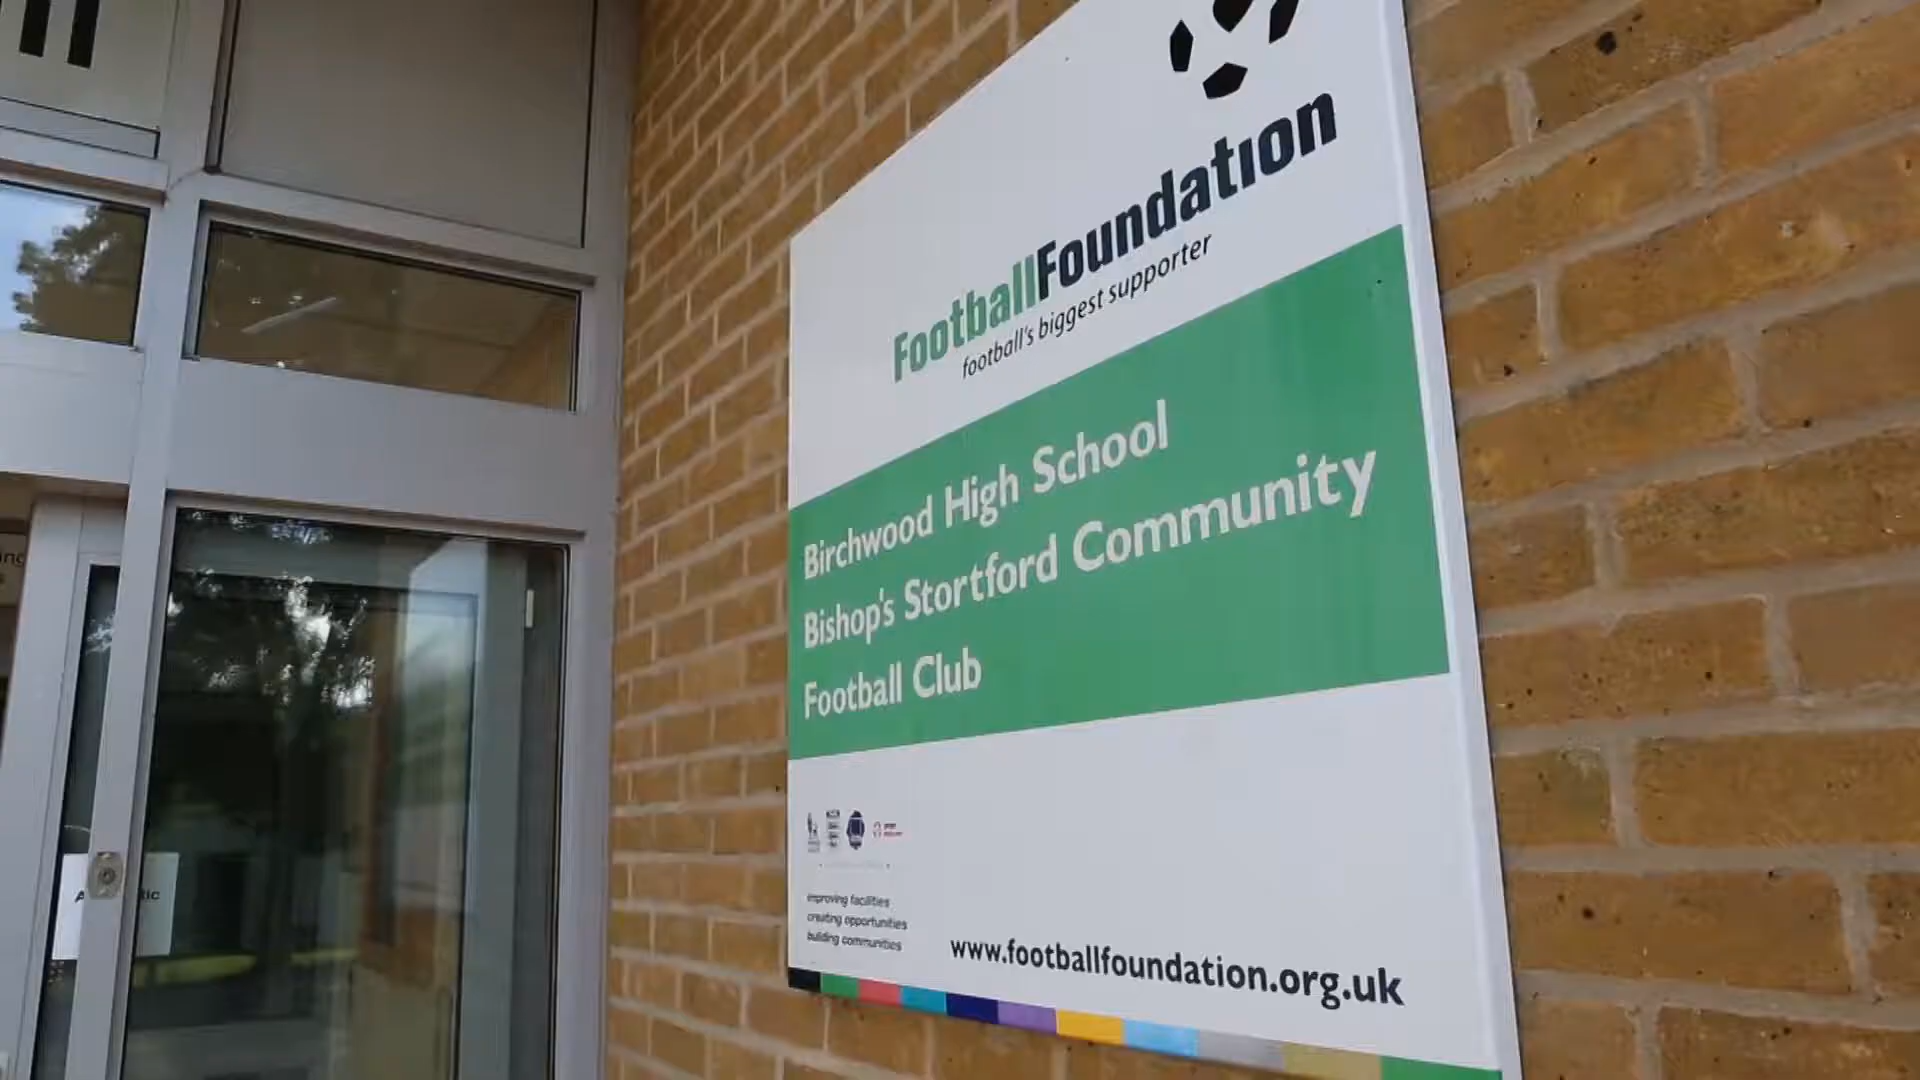 FootballFoundation
football's biggest supporter
Birchwood High School
Bishop's Stortford Community
Football Club
improving facilities
creating opportunities
building communities
www.footballfoundation.org.uk